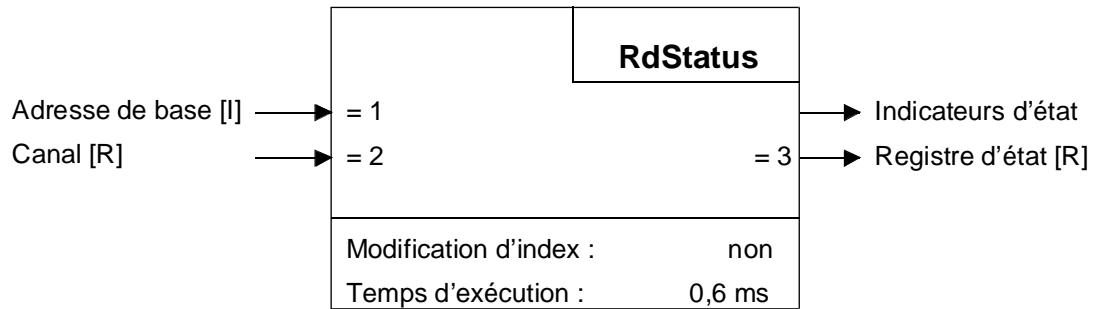 RdStatus
Adresse de base [I] = 1 Indicateurs d'état
Canal [R] = 2 = 3 Registre d'état [R]
Modification d'index : non
Temps d'exécution : 0,6 ms